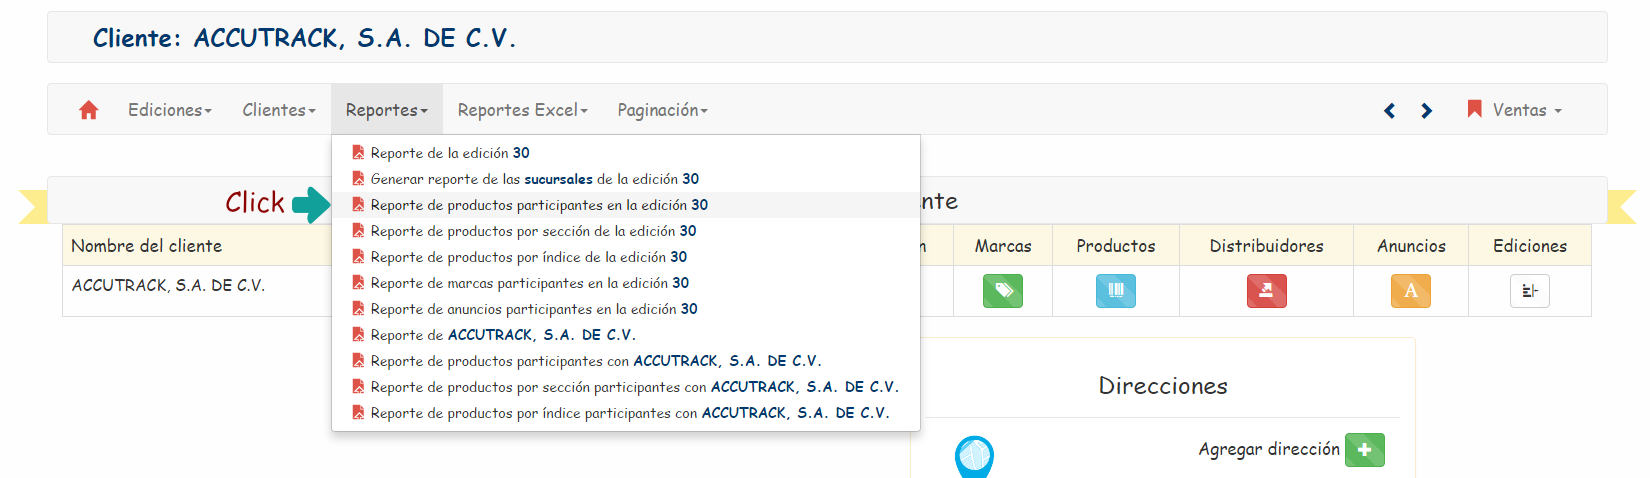 Cliente: ACCUTRACK, S.A. DE C.V.
Ediciones Clientes Reportes Reportes Excel Paginación Ventas
Reporte de la edición 30
Generar reporte de las sucursales de la edición 30
Click
Reporte de productos participantes en la edición 30
Reporte de productos por sección de la edición 30
Reporte de productos por índice de la edición 30
Reporte de marcas participantes en la edición 30
Reporte de anuncios participantes en la edición 30
Reporte de ACCUTRACK, S.A. DE C.V.
Reporte de productos participantes con ACCUTRACK, S.A. DE C.V.
Reporte de productos por sección participantes con ACCUTRACK, S.A. DE C.V.
Reporte de productos por índice participantes con ACCUTRACK, S.A. DE C.V.
Nombre del cliente Marcas Productos Distribuidores Anuncios Ediciones
ACCUTRACK, S.A. DE C.V. A
Direcciones
Agregar dirección